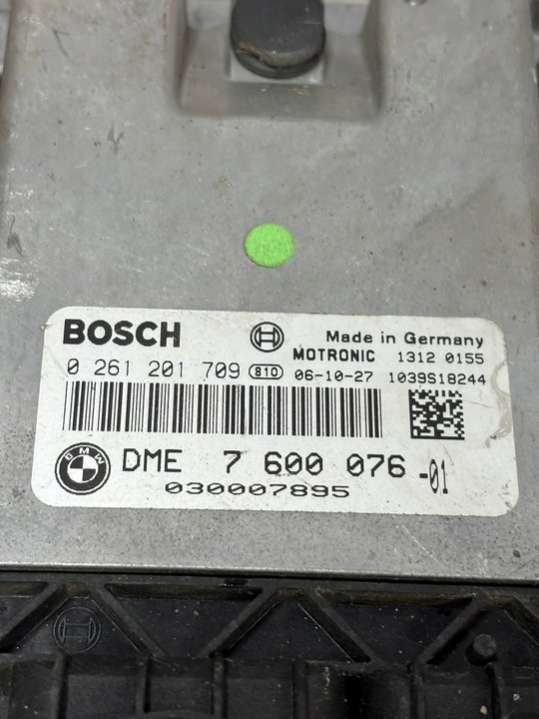 BOSCH
Made in Germany
MOTRONIC 1312 0155
0 261 201 709 810 06-10-27 1039S18244
BMW
DME 7 600 076 -01
030007895